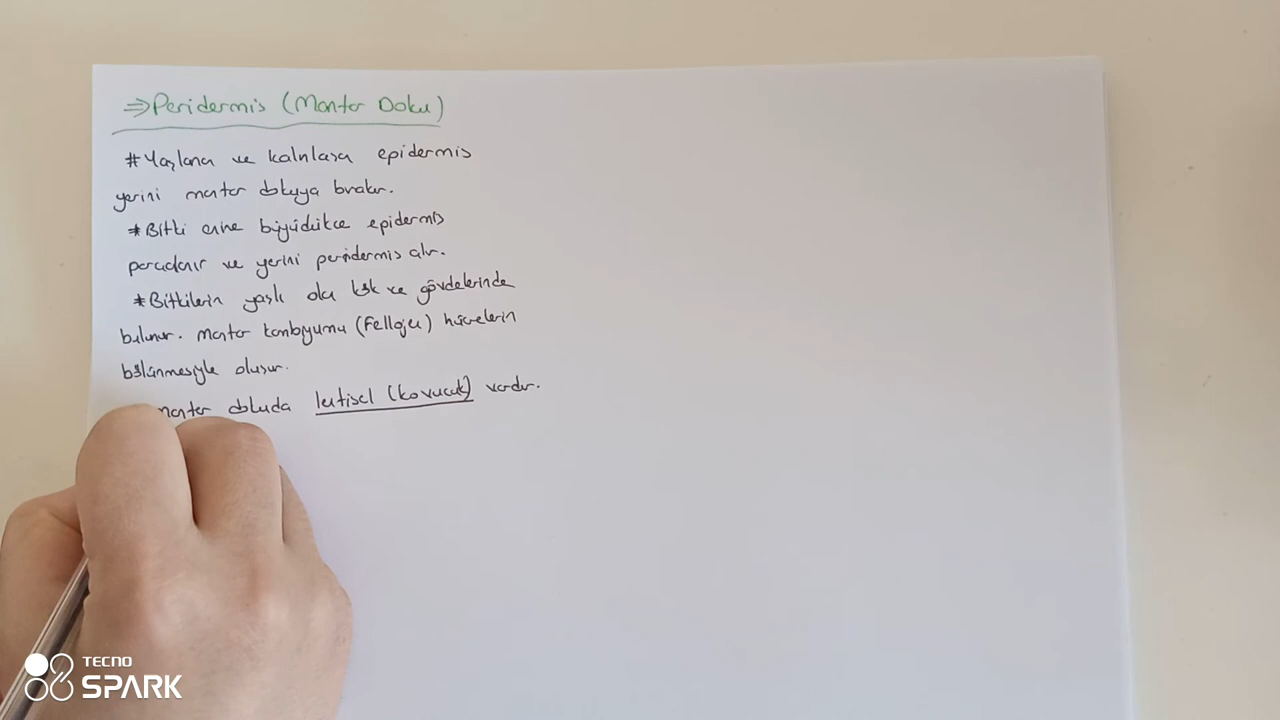 ⇒Peridermis (Mantar Doku)
#Yaşlanan ve kalınlaşan epidermis
yerini mantar dokuya bırakır.
*Bitki enine büyüdükçe epidermis
parçalanır ve yerini peridermis alır.
*Bitkilerin yaşlı olan kök ve gövdelerinde
bulunur. Mantar kambiyumu (Fellojen) hücrelerin
bölünmesiyle oluşur.
mantar dokuda lentisel (kovucuk) vardır.
TECNO
SPARK